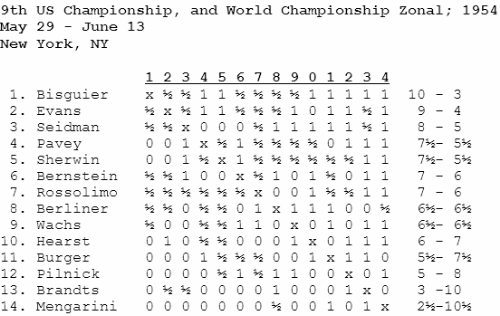 9th US Championship, and World Championship Zonal; 1954
May 29 - June 13
New York, NY
1 2 3 4 5 6 7 8 9 0 1 2 3 4
1. Bisguier x ½ ½ 1 1 ½ ½ ½ ½ 1 1 1 1 1 10 - 3
2. Evans ½ x ½ 1 1 ½ ½ ½ 1 0 1 1 ½ 1 9 - 4
3. Seidman ½ ½ x 0 0 0 ½ 1 1 1 1 1 ½ 1 8 - 5
4. Pavey 0 0 1 x ½ 1 ½ ½ ½ ½ 0 1 1 1 7½- 5½
5. Sherwin 0 0 1 ½ x 1 ½ ½ ½ ½ ½ ½ 1 1 7½- 5½
6. Bernstein ½ ½ 1 0 0 x ½ 1 0 1 ½ 0 1 1 7 - 6
7. Rossolimo ½ ½ ½ ½ ½ ½ x 0 0 1 ½ ½ 1 1 7 - 6
8. Berliner ½ ½ 0 ½ ½ 0 1 x 1 1 1 0 0 ½ 6½- 6½
9. Wachs ½ 0 0 ½ ½ 1 1 0 x 0 1 0 1 1 6½- 6½
10. Hearst 0 1 0 ½ ½ 0 0 0 1 x 0 1 1 1 6 - 7
11. Burger 0 0 0 1 ½ ½ ½ 0 0 1 x 1 1 0 5½- 7½
12. Pilnick 0 0 0 0 ½ 1 ½ 1 1 0 0 x 0 1 5 - 8
13. Brandts 0 ½ ½ 0 0 0 0 1 0 0 0 1 x 0 3 -10
14. Mengarini 0 0 0 0 0 0 0 ½ 0 0 1 0 1 x 2½-10½